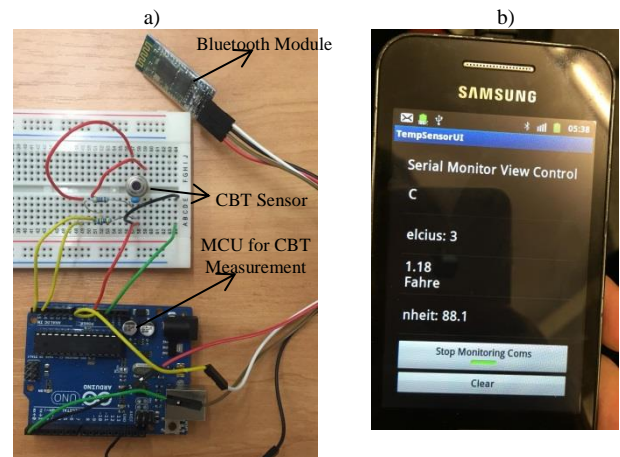 a)
b)
Bluetooth Module
CBT Sensor
MCU for CBT
Measurement
UNO
ARDUINO
SAMSUNG
05:38
TempSensorUI
Serial Monitor View Control
C
elcius: 3
1.18
Fahre
nheit: 88.1
Stop Monitoring Coms
Clear